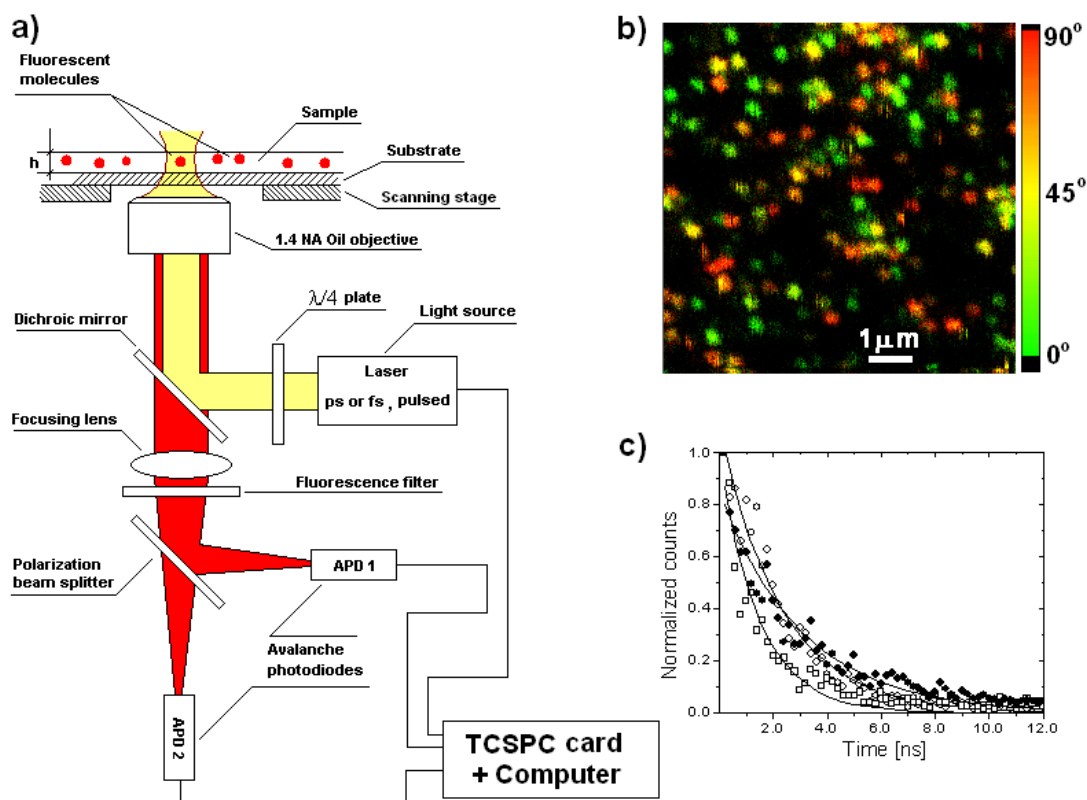 a)
Fluorescent
molecules
Sample
h
Substrate
Scanning stage
1.4 NA Oil objective
λ/4 plate
Dichroic mirror
Light source
Laser
ps or fs , pulsed
Focusing lens
Fluorescence filter
Polarization
beam splitter
APD 1
Avalanche
photodiodes
APD 2
TCSPC card
+ Computer
b)
90°
45°
0°
1μm
c)
Normalized counts
1.0
0.8
0.6
0.4
0.2
0.0
2.0 4.0 6.0 8.0 10.0 12.0
Time [ns]